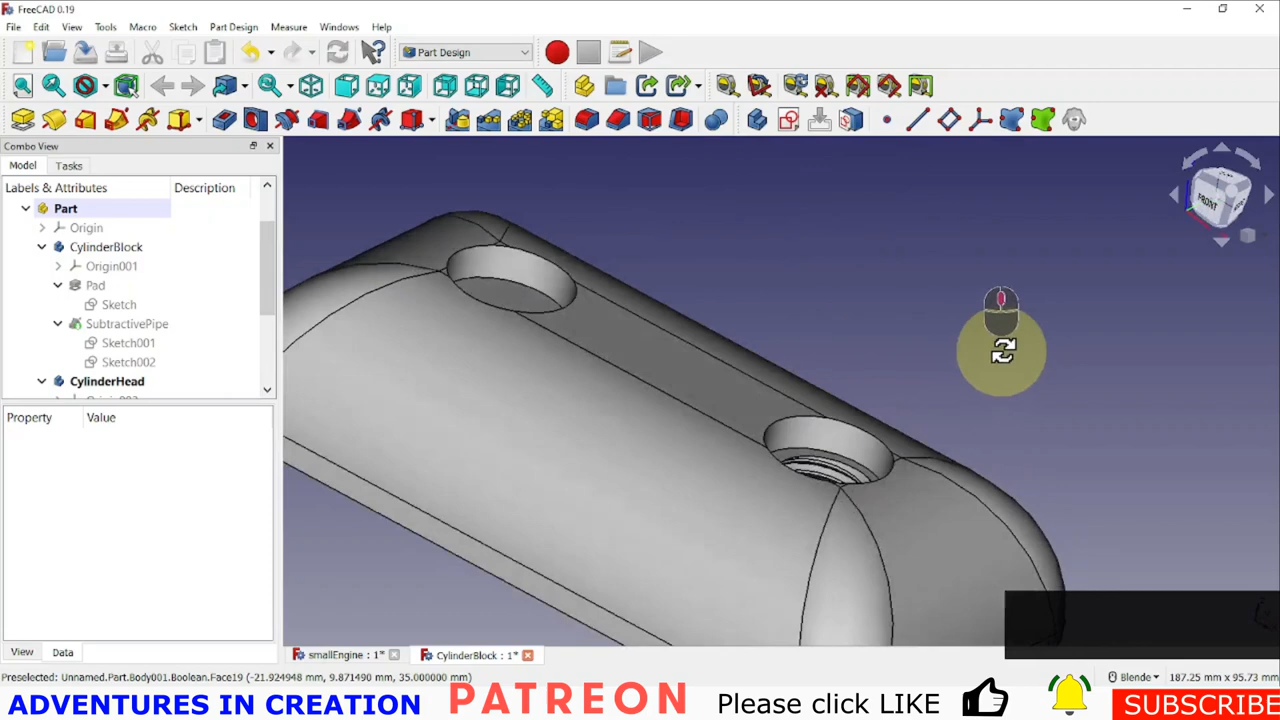 FreeCAD 0.19
File Edit View Tools Macro Sketch Part Design Measure Windows Help
Part Design
Combo View
Model Tasks
Labels & Attributes Description
Part
Origin
CylinderBlock
Origin001
Pad
Sketch
SubtractivePipe
Sketch001
Sketch002
CylinderHead
Property Value
FRONT
View Data
smallEngine : 1*
CylinderBlock : 1*
Preselected: Unnamed.Part.Body001.Boolean.Face19 (-21.924948 mm, 9.871490 mm, 35.000000 mm)
Blende
187.25 mm x 95.73 mm
ADVENTURES IN CREATION PATREON Please click LIKE SUBSCRIBE